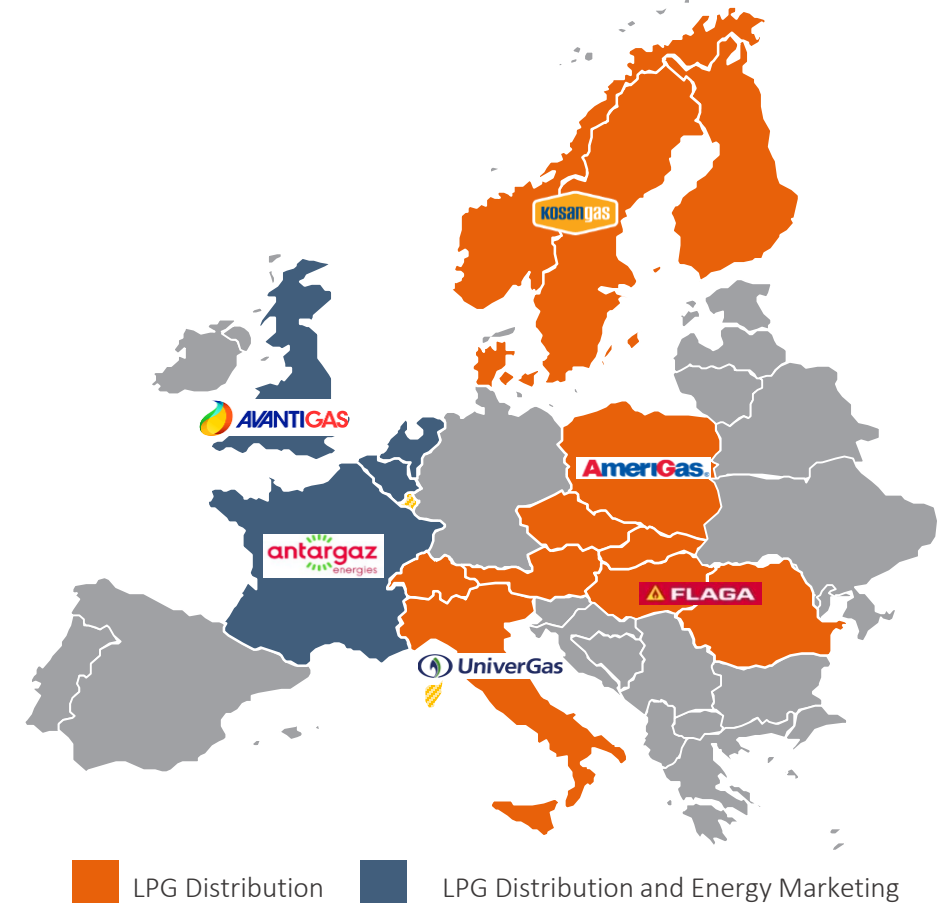 KOSANgas
AVANTIGAS
AmeriGas
antargaz
energies
FLAGA
UniverGas
LPG Distribution
LPG Distribution and Energy Marketing